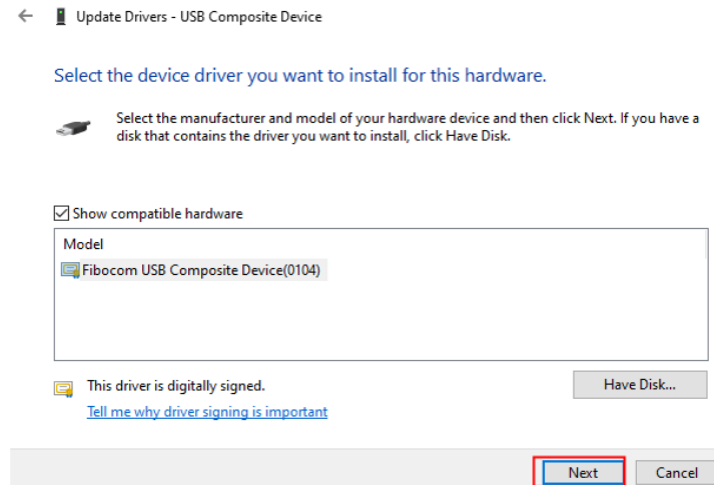 Update Drivers - USB Composite Device
Select the device driver you want to install for this hardware.
Select the manufacturer and model of your hardware device and then click Next. If you have a
disk that contains the driver you want to install, click Have Disk.
Show compatible hardware
Model
Fibocom USB Composite Device(0104)
This driver is digitally signed.
Have Disk...
Tell me why driver signing is important
Next
Cancel